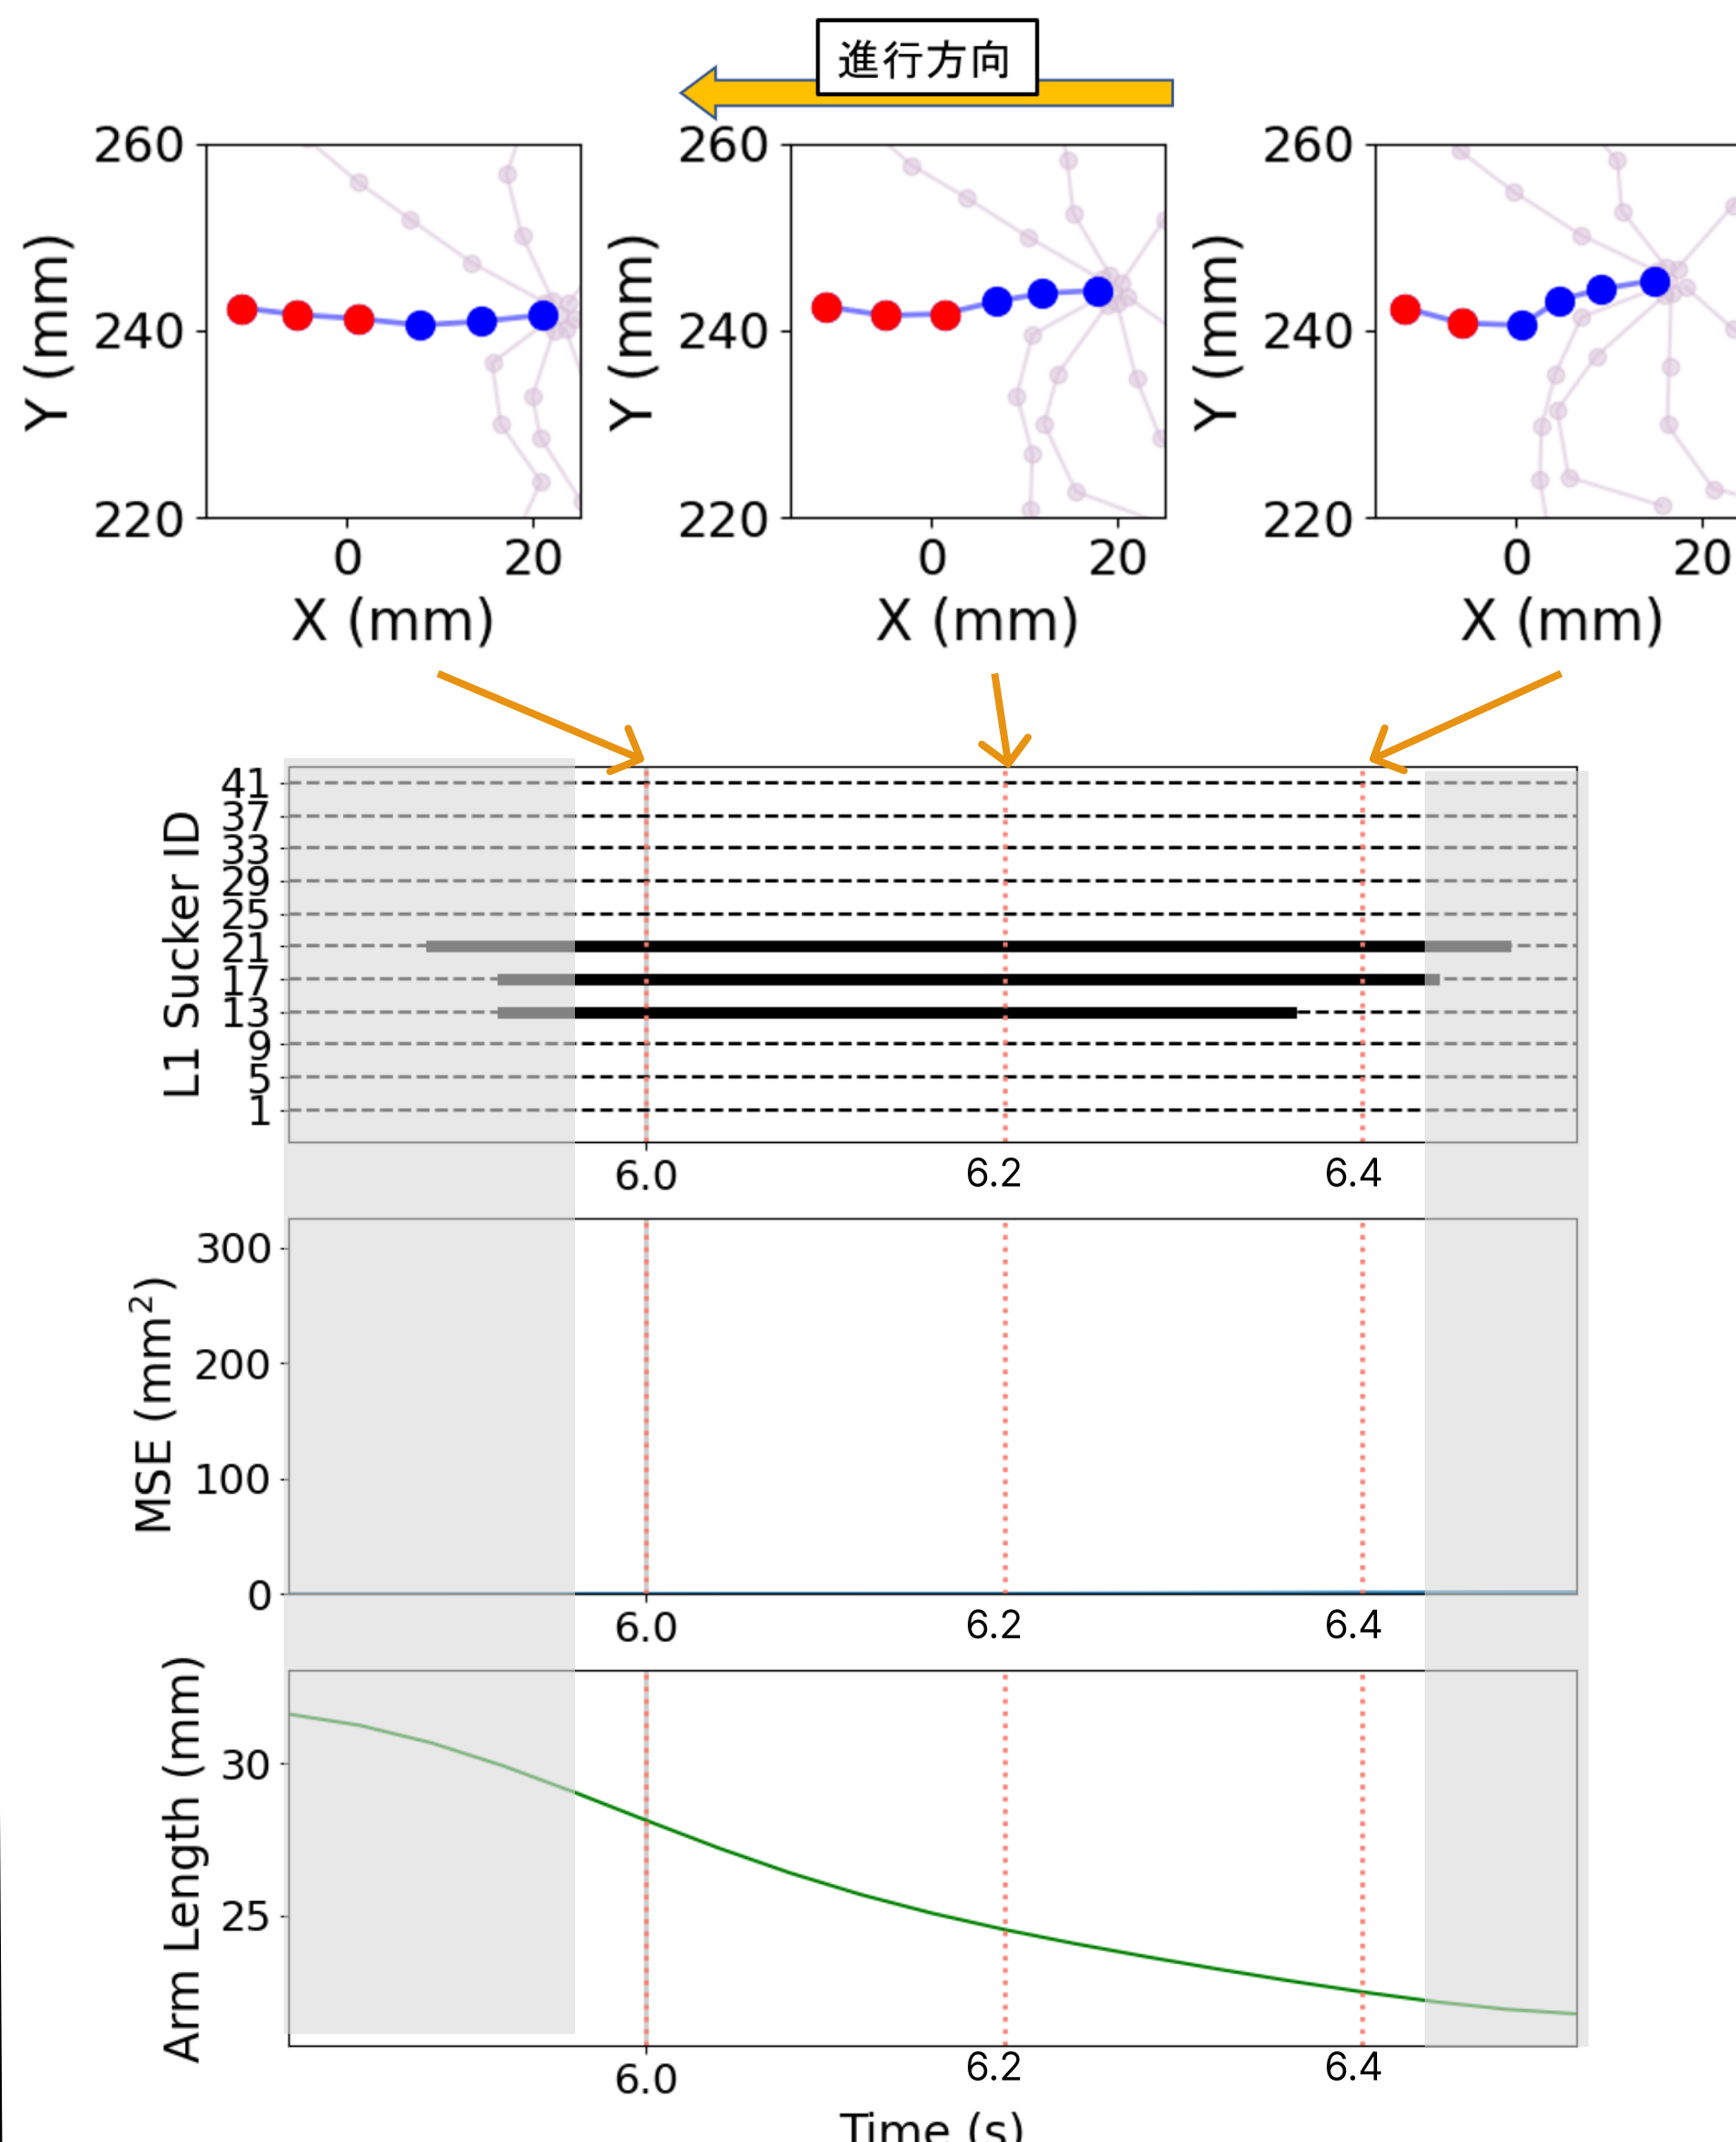 進行方向
260
240
220
Y (mm)
0 20
X (mm)
260
240
220
Y (mm)
0 20
X (mm)
260
240
220
Y (mm)
0 20
X (mm)
L1 Sucker ID
41
37
33
29
25
21
17
13
9
5
1
6.0 6.2 6.4
MSE (mm²)
300
200
100
0
6.0 6.2 6.4
Arm Length (mm)
30
25
6.0 6.2 6.4
Time (s)